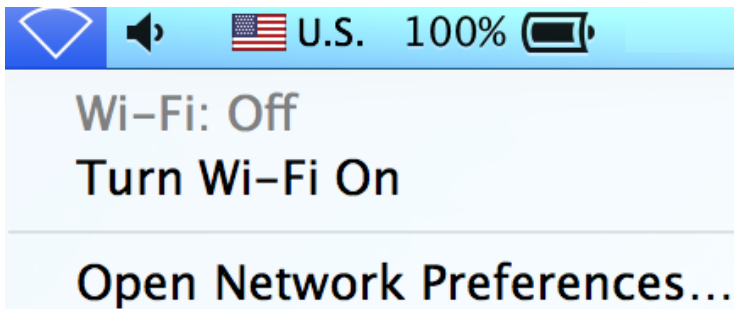 U.S. 100%
Wi-Fi: Off
Turn Wi-Fi On
Open Network Preferences...